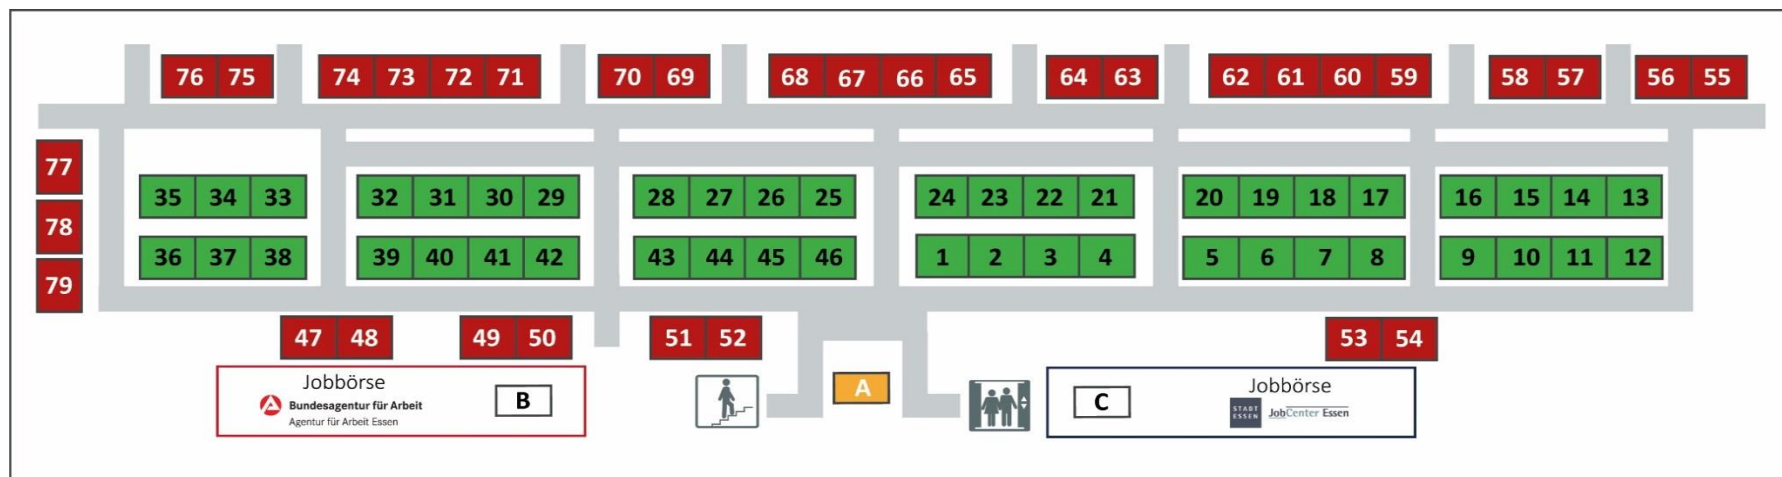 76 75 74 73 72 71 70 69 68 67 66 65 64 63 62 61 60 59 58 57 56 55
77
35 34 33 32 31 30 29 28 27 26 25 24 23 22 21 20 19 18 17 16 15 14 13
78
36 37 38 39 40 41 42 43 44 45 46 1 2 3 4 5 6 7 8 9 10 11 12
79
47 48 49 50 51 52 53 54
Jobbörse
Bundesagentur für Arbeit
Agentur für Arbeit Essen
B
A
C
Jobbörse
STADT
ESSEN
JobCenter Essen